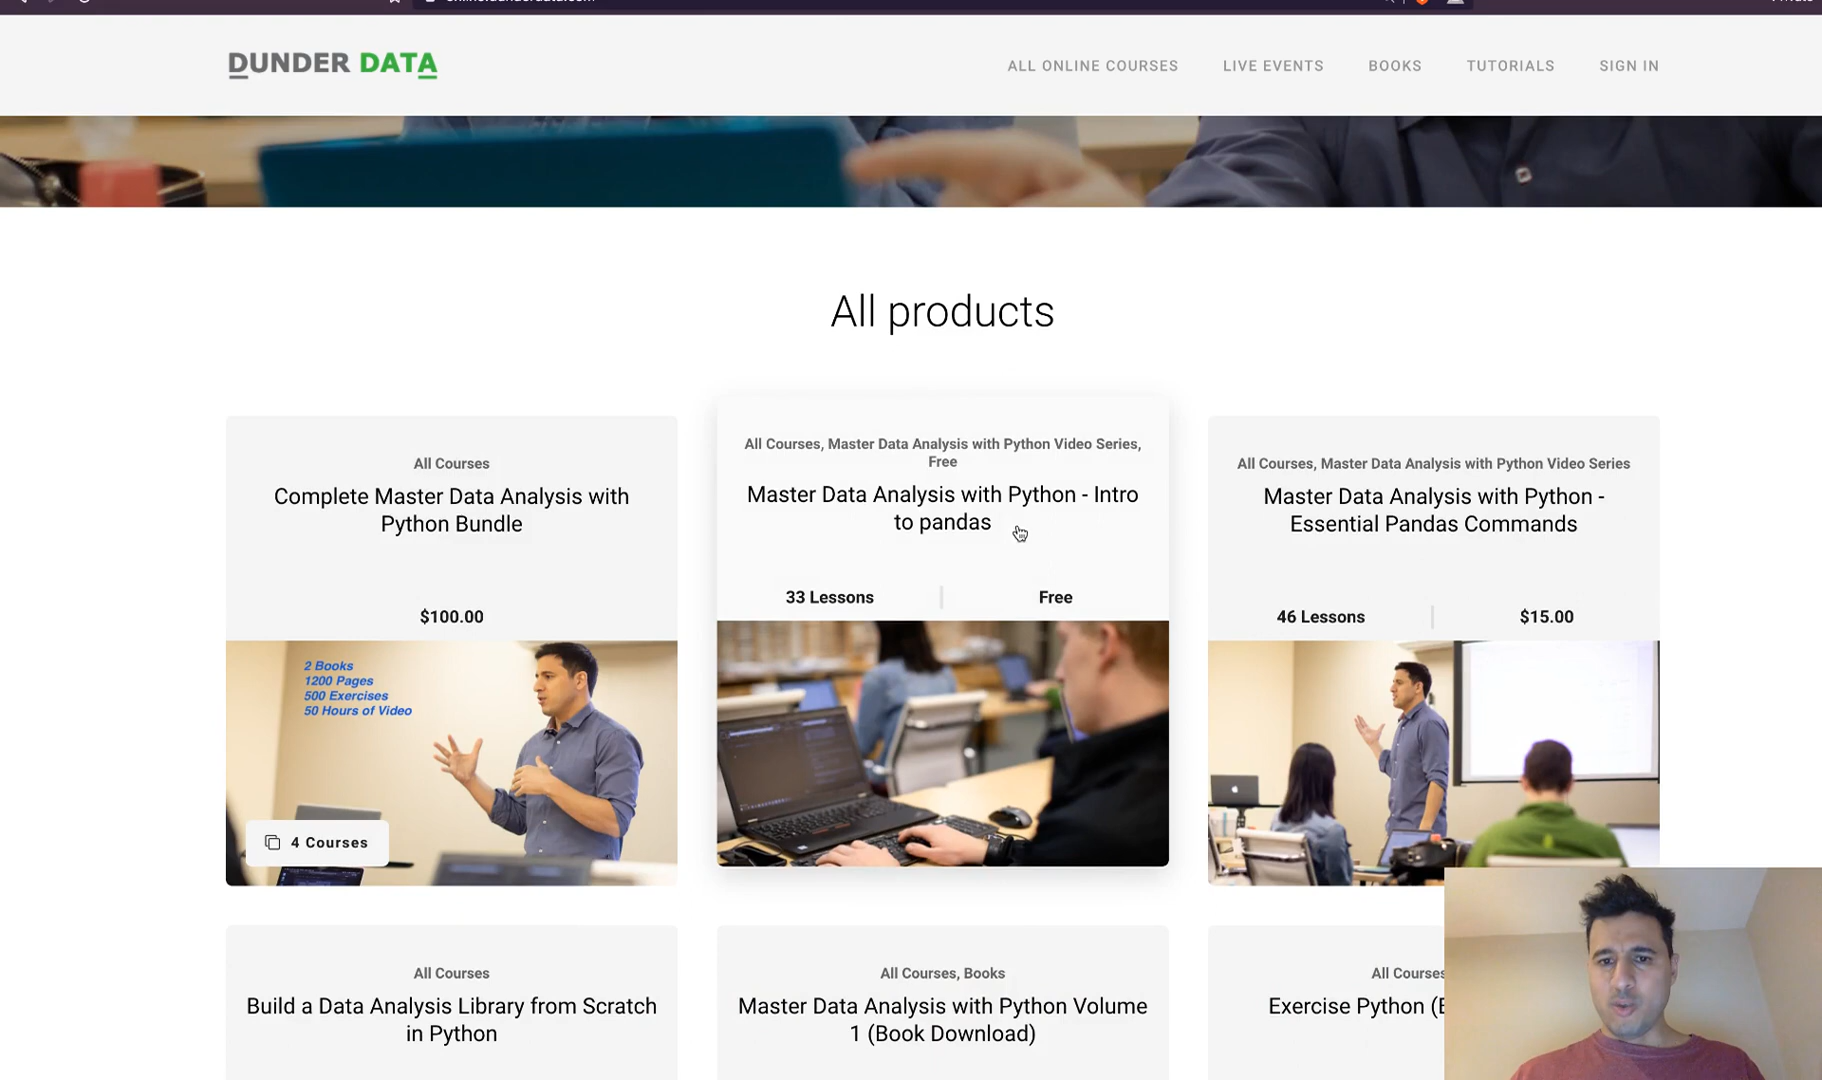 DUNDER DATA
ALL ONLINE COURSES
LIVE EVENTS
BOOKS
TUTORIALS
SIGN IN
All products
All Courses
Complete Master Data Analysis with
Python Bundle
$100.00
2 Books
1200 Pages
500 Exercises
50 Hours of Video
4 Courses
All Courses, Master Data Analysis with Python Video Series,
Free
Master Data Analysis with Python - Intro
to pandas
33 Lessons
Free
All Courses, Master Data Analysis with Python Video Series
Master Data Analysis with Python -
Essential Pandas Commands
46 Lessons
$15.00
All Courses
Build a Data Analysis Library from Scratch
in Python
All Courses, Books
Master Data Analysis with Python Volume
1 (Book Download)
All Courses
Exercise Python (